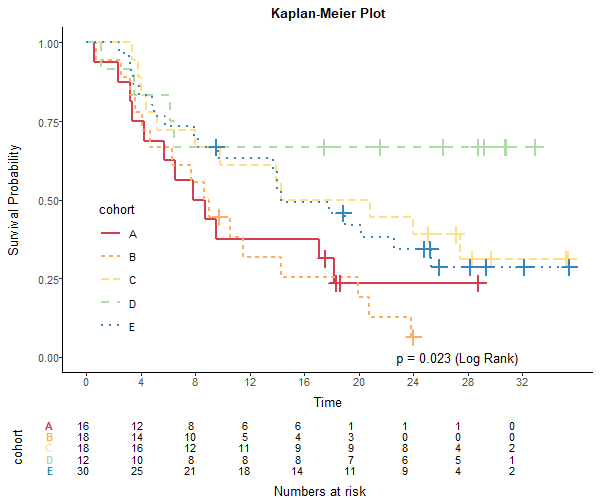 Kaplan-Meier Plot
Survival Probability
1.00
0.75
0.50
0.25
0.00
cohort
A
B
C
D
E
p = 0.023 (Log Rank)
0 4 8 12 16 20 24 28 32
Time
cohort
A 16 12 8 6 6 1 1 1 0
B 18 14 10 5 4 3 0 0 0
C 18 16 12 11 9 9 8 4 2
D 12 10 8 8 8 7 6 5 1
E 30 25 21 18 14 11 9 4 2
Numbers at risk